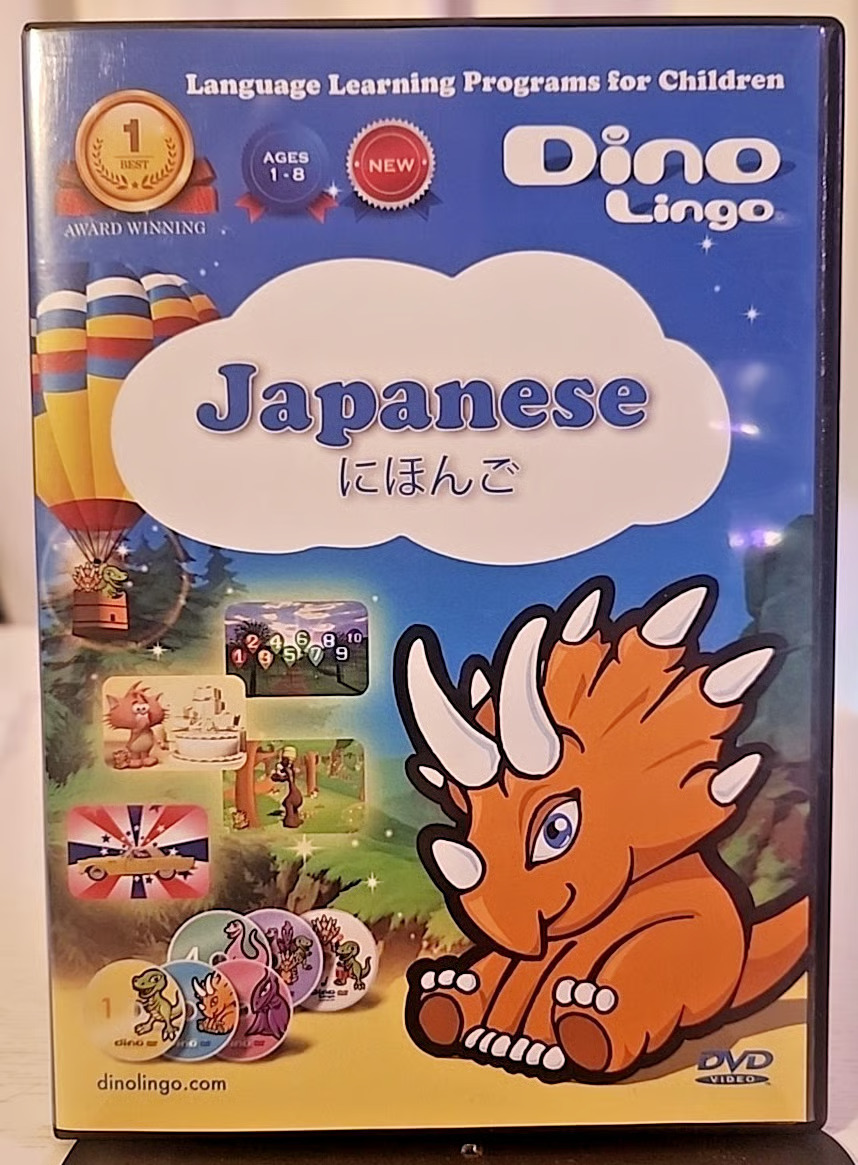 Language Learning Programs for Children
1
BEST
AWARD WINNING
AGES
1 - 8
NEW
Dino
Lingo
Japanese
にほんご
1 2 3 4 5 6 7 8 9 10
4
1
dino
dinolingo.com
DVD
VIDEO